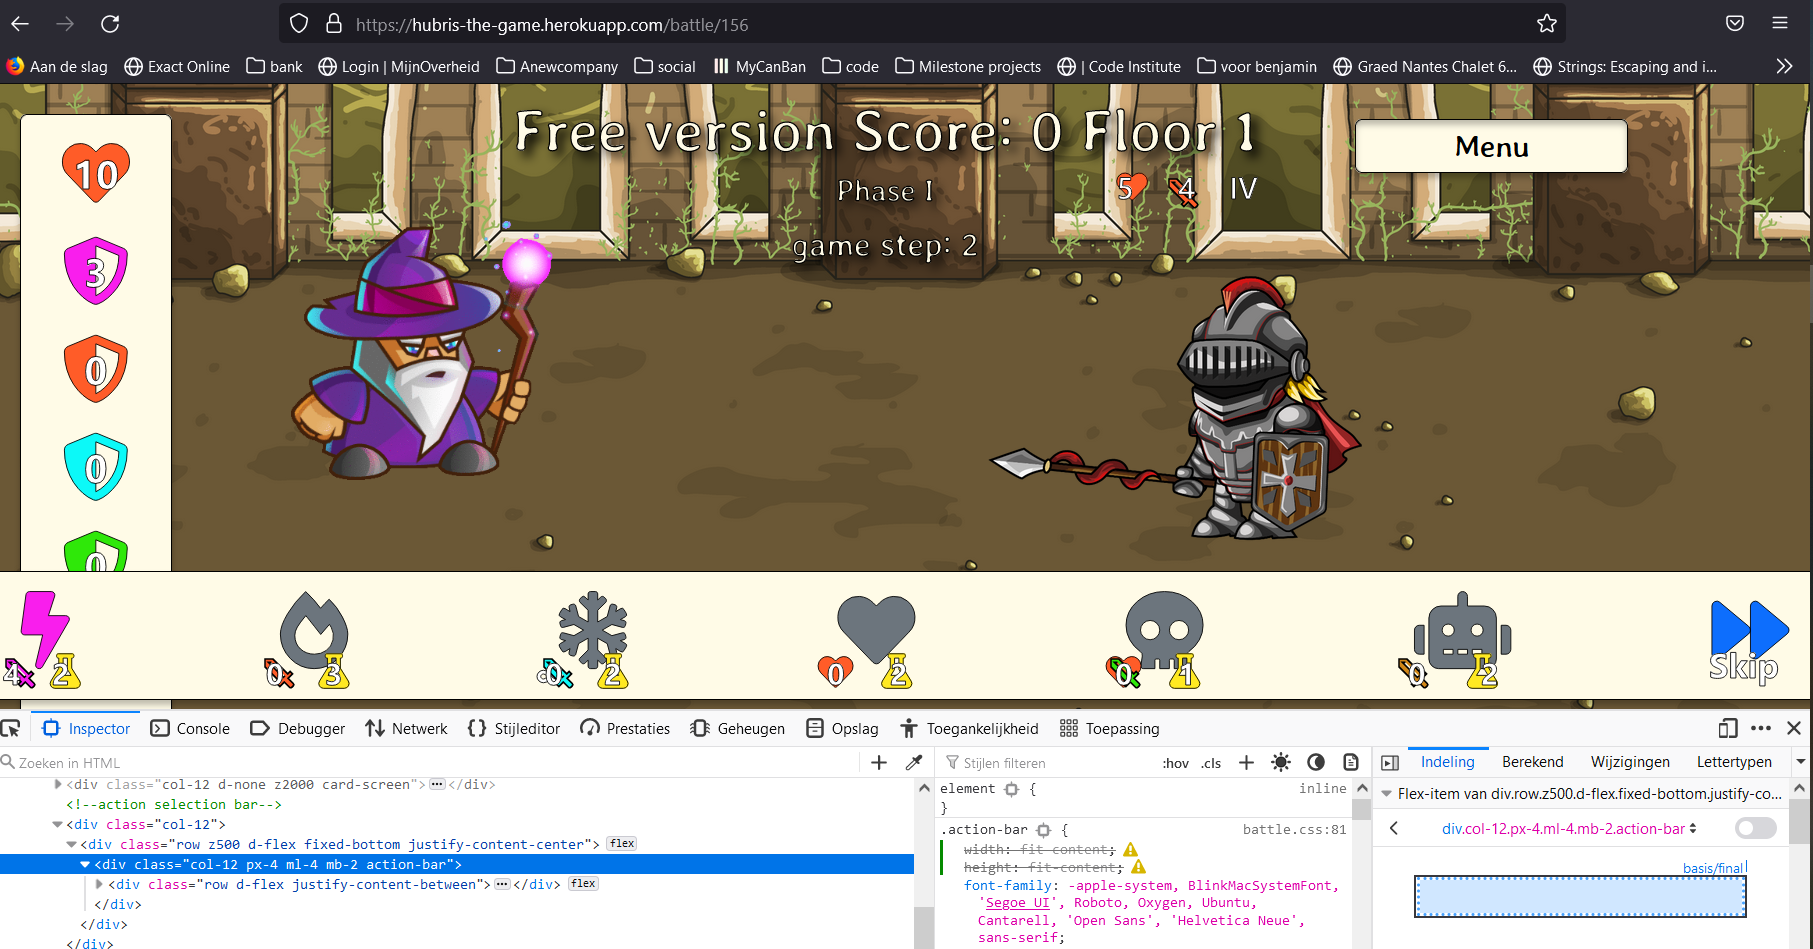 https://hubris-the-game.herokuapp.com/battle/156
Aan de slag Exact Online bank Login | MijnOverheid Anewcompany social MyCanBan code Milestone projects | Code Institute voor benjamin Graed Nantes Chalet 6... Strings: Escaping and i...
Free version Score: 0 Floor 1
Menu
Phase I
5 4 IV
game step: 2
10
3
0
0
0
4 2 0 3 0 2 0 2 0 1 0 2 Skip
Inspector Console Debugger Netwerk Stijleditor Prestaties Geheugen Opslag Toegankelijkheid Toepassing
Zoeken in HTML
<div class="col-12 d-none z2000 card-screen"></div>
<!--action selection bar-->
<div class="col-12">
<div class="row z500 d-flex fixed-bottom justify-content-center"> flex
<div class="col-12 px-4 ml-4 mb-2 action-bar">
<div class="row d-flex justify-content-between"></div> flex
</div>
</div>
</div>
Stijlen filteren :hov .cls
element { inline
}
.action-bar { battle.css:81
width: fit-content;
height: fit-content;
font-family: -apple-system, BlinkMacSystemFont,
'Segoe UI', Roboto, Oxygen, Ubuntu,
Cantarell, 'Open Sans', 'Helvetica Neue',
sans-serif;
Indeling Berekend Wijzigingen Lettertypen
Flex-item van div.row.z500.d-flex.fixed-bottom.justify-co...
div.col-12.px-4.ml-4.mb-2.action-bar
basis/final